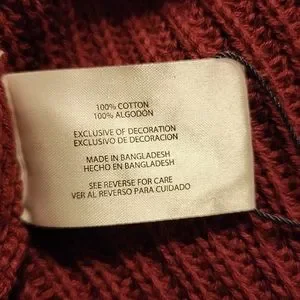 100% COTTON
100% ALGODÓN
EXCLUSIVE OF DECORATION
EXCLUSIVO DE DECORACION
MADE IN BANGLADESH
HECHO EN BANGLADESH
SEE REVERSE FOR CARE
VER AL REVERSO PARA CUIDADO